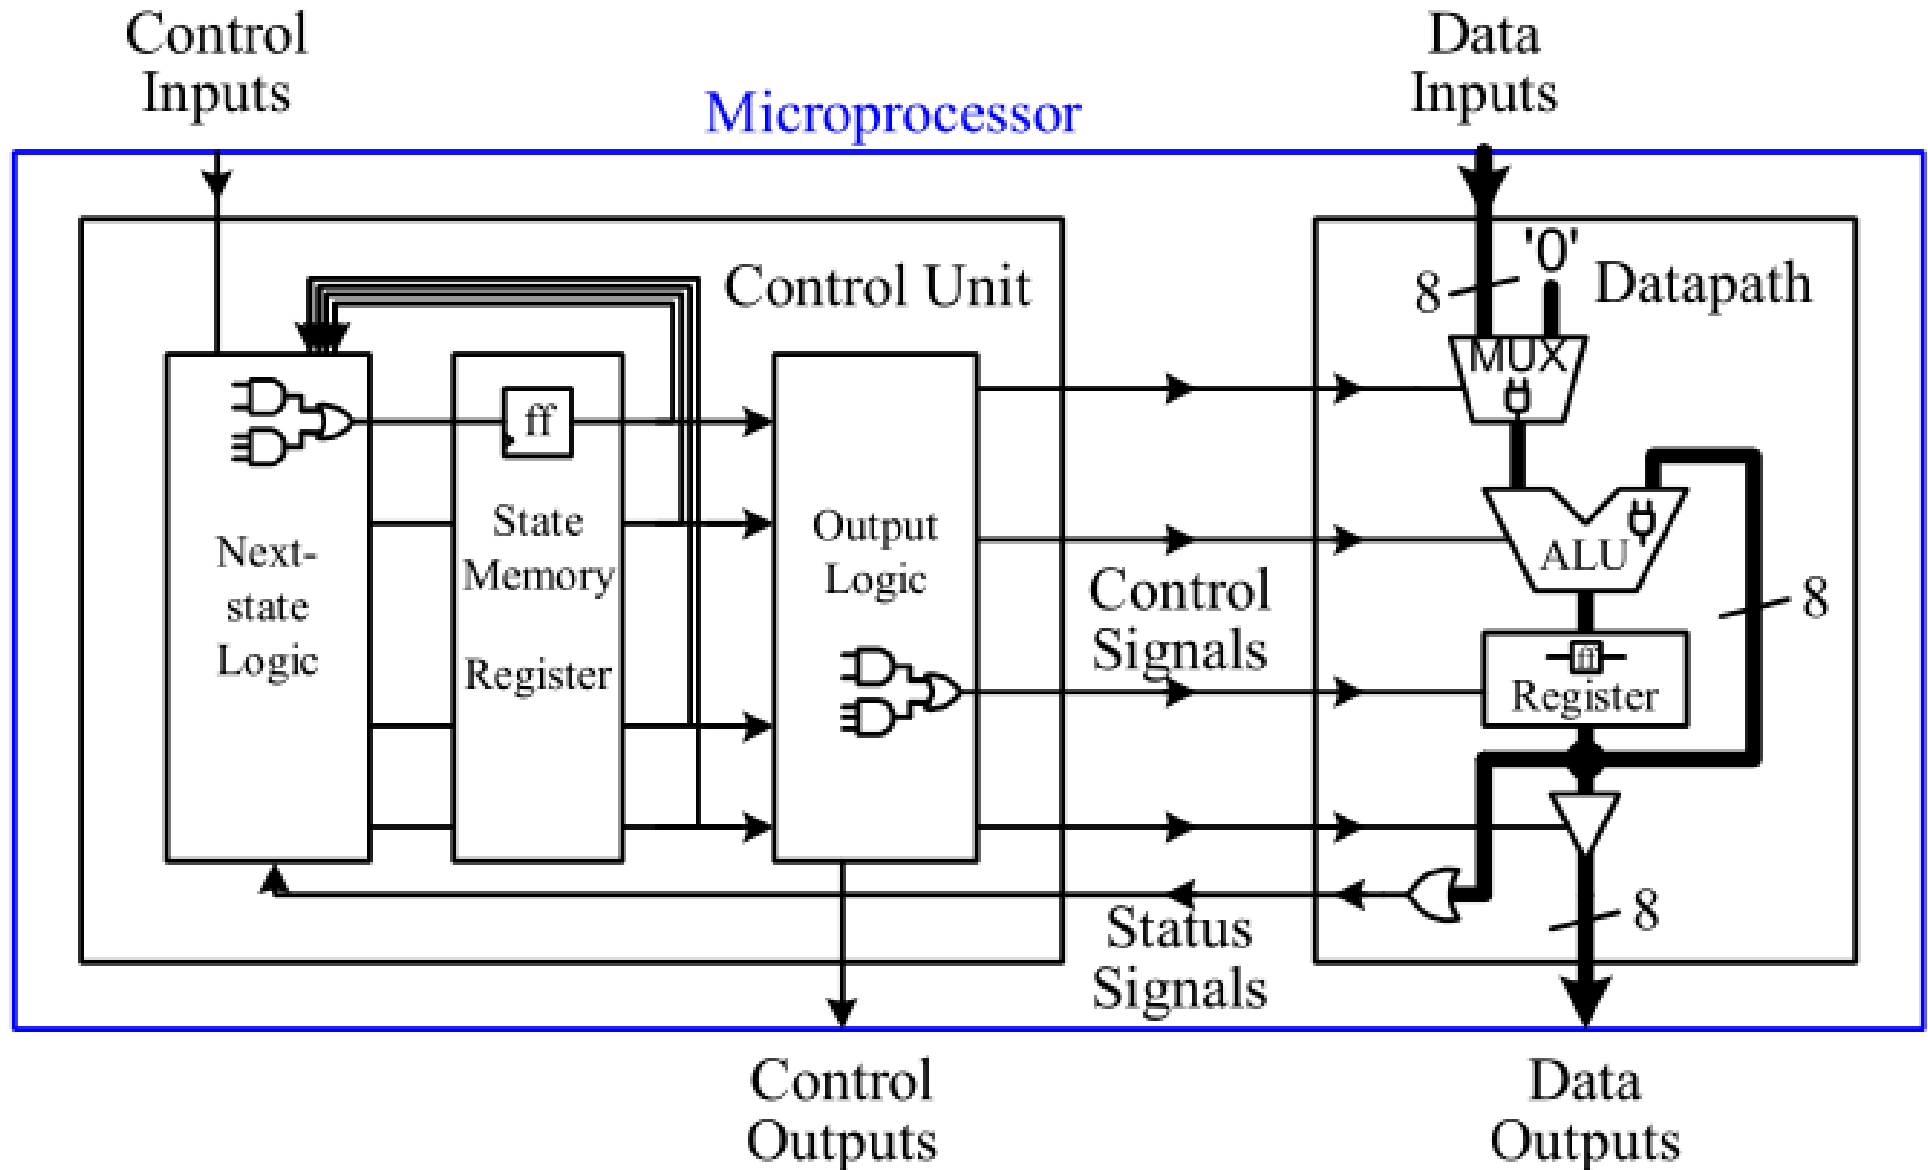 Control
Inputs
Data
Inputs
Microprocessor
Control Unit
'0'
8
Datapath
MUX
ff
State
Memory
Register
Next-
state
Logic
Output
Logic
ALU
Control
Signals
8
ff
Register
Status
Signals
8
Control
Outputs
Data
Outputs